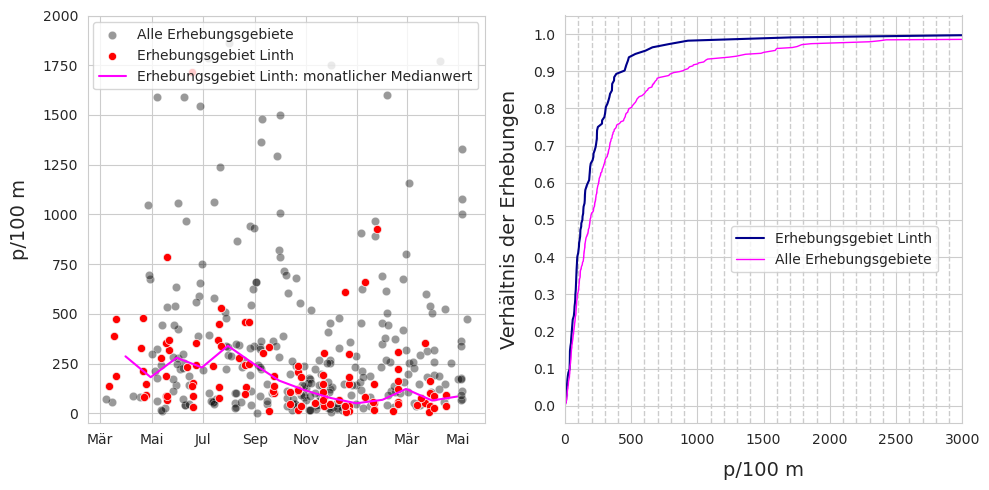 2000
1750
1500
1250
1000
750
500
250
0
p/100 m
Alle Erhebungsgebiete
Erhebungsgebiet Linth
Erhebungsgebiet Linth: monatlicher Medianwert
Mär
Mai
Jul
Sep
Nov
Jan
Mär
Mai
1.0
0.9
0.8
0.7
0.6
0.5
0.4
0.3
0.2
0.1
0.0
Verhältnis der Erhebungen
Erhebungsgebiet Linth
Alle Erhebungsgebiete
0
500
1000
1500
2000
2500
3000
p/100 m